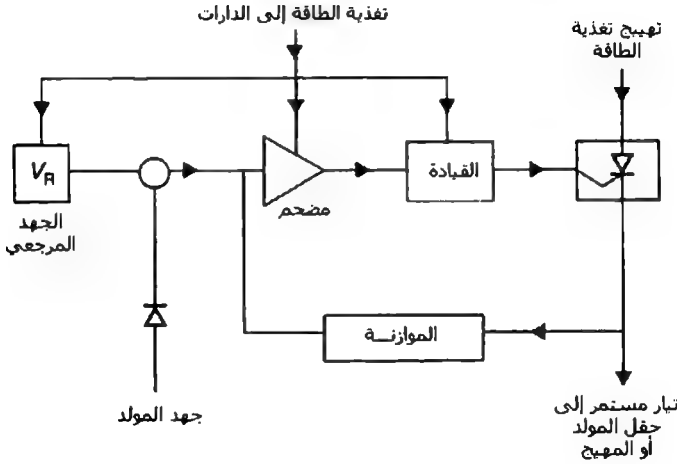 تغذية الطاقة إلى الدارات
تهييج تغذية
الطاقة
V_R
القيادة
الجهد
المرجعي
مضخم
الموازنــة
جهد المولد
تيار مستمر إلى
حقل المولد
أو المهيج